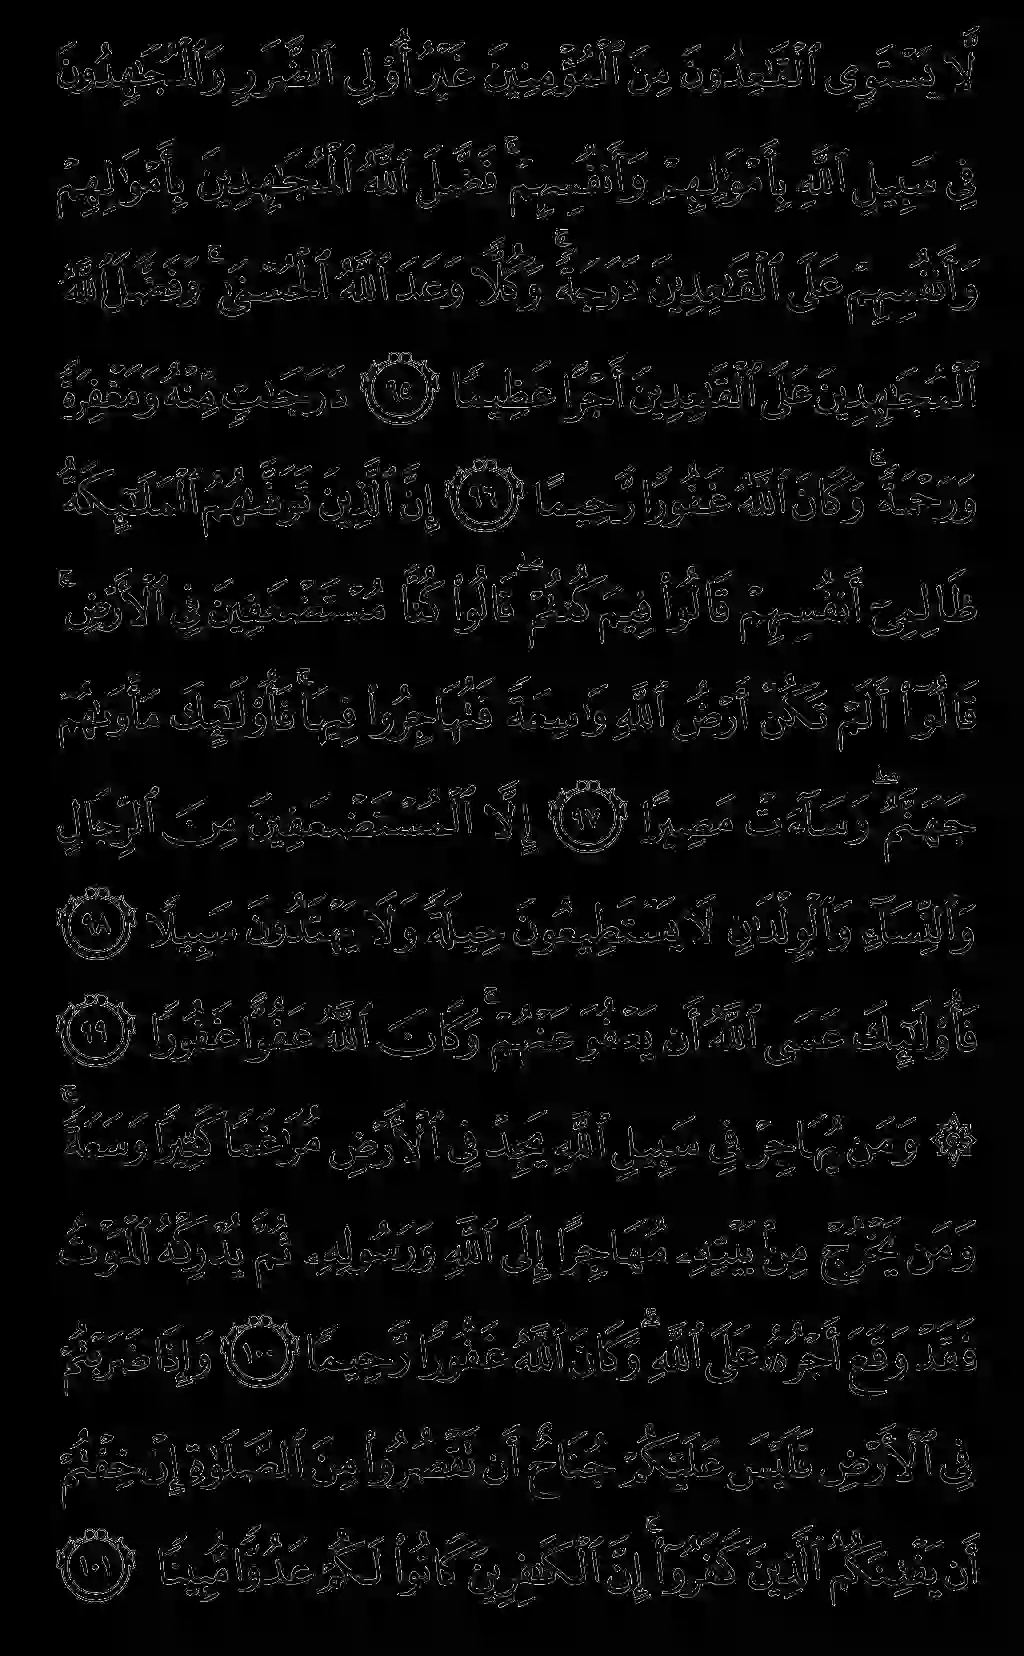 لَّا يَسْتَوِى ٱلْقَٰعِدُونَ مِنَ ٱلْمُؤْمِنِينَ غَيْرُ أُو۟لِى ٱلضَّرَرِ وَٱلْمُجَٰهِدُونَ
فِى سَبِيلِ ٱللَّهِ بِأَمْوَٰلِهِمْ وَأَنفُسِهِمْ ۚ فَضَّلَ ٱللَّهُ ٱلْمُجَٰهِدِينَ بِأَمْوَٰلِهِمْ
وَأَنفُسِهِمْ عَلَى ٱلْقَٰعِدِينَ دَرَجَةً ۚ وَكُلًّا وَعَدَ ٱللَّهُ ٱلْحُسْنَىٰ ۚ وَفَضَّلَ ٱللَّهُ
ٱلْمُجَٰهِدِينَ عَلَى ٱلْقَٰعِدِينَ أَجْرًا عَظِيمًا ٩٥ دَرَجَٰتٍ مِّنْهُ وَمَغْفِرَةً
وَرَحْمَةً ۚ وَكَانَ ٱللَّهُ غَفُورًا رَّحِيمًا ٩٦ إِنَّ ٱلَّذِينَ تَوَفَّىٰهُمُ ٱلْمَلَٰٓئِكَةُ
ظَالِمِىٓ أَنفُسِهِمْ قَالُوا۟ فِيمَ كُنتُمْ ۖ قَالُوا۟ كُنَّا مُسْتَضْعَفِينَ فِى ٱلْأَرْضِ ۚ
قَالُوٓا۟ أَلَمْ تَكُنْ أَرْضُ ٱللَّهِ وَٰسِعَةً فَتُهَاجِرُوا۟ فِيهَا ۚ فَأُو۟لَٰٓئِكَ مَأْوَىٰهُمْ
جَهَنَّمُ ۖ وَسَآءَتْ مَصِيرًا ٩٧ إِلَّا ٱلْمُسْتَضْعَفِينَ مِنَ ٱلرِّجَالِ
وَٱلنِّسَآءِ وَٱلْوِلْدَٰنِ لَا يَسْتَطِيعُونَ حِيلَةً وَلَا يَهْتَدُونَ سَبِيلًا ٩٨
فَأُو۟لَٰٓئِكَ عَسَى ٱللَّهُ أَن يَعْفُوَ عَنْهُمْ ۚ وَكَانَ ٱللَّهُ عَفُوًّا غَفُورًا ٩٩
۞ وَمَن يُهَاجِرْ فِى سَبِيلِ ٱللَّهِ يَجِدْ فِى ٱلْأَرْضِ مُرَٰغَمًا كَثِيرًا وَسَعَةً ۚ
وَمَن يَخْرُجْ مِنۢ بَيْتِهِۦ مُهَاجِرًا إِلَى ٱللَّهِ وَرَسُولِهِۦ ثُمَّ يُدْرِكْهُ ٱلْمَوْتُ
فَقَدْ وَقَعَ أَجْرُهُۥ عَلَى ٱللَّهِ ۗ وَكَانَ ٱللَّهُ غَفُورًا رَّحِيمًا ١٠٠ وَإِذَا ضَرَبْتُمْ
فِى ٱلْأَرْضِ فَلَيْسَ عَلَيْكُمْ جُنَاحٌ أَن تَقْصُرُوا۟ مِنَ ٱلصَّلَوٰةِ إِنْ خِفْتُمْ
أَن يَفْتِنَكُمُ ٱلَّذِينَ كَفَرُوٓا۟ ۚ إِنَّ ٱلْكَٰفِرِينَ كَانُوا۟ لَكُمْ عَدُوًّا مُّبِينًا ١٠١